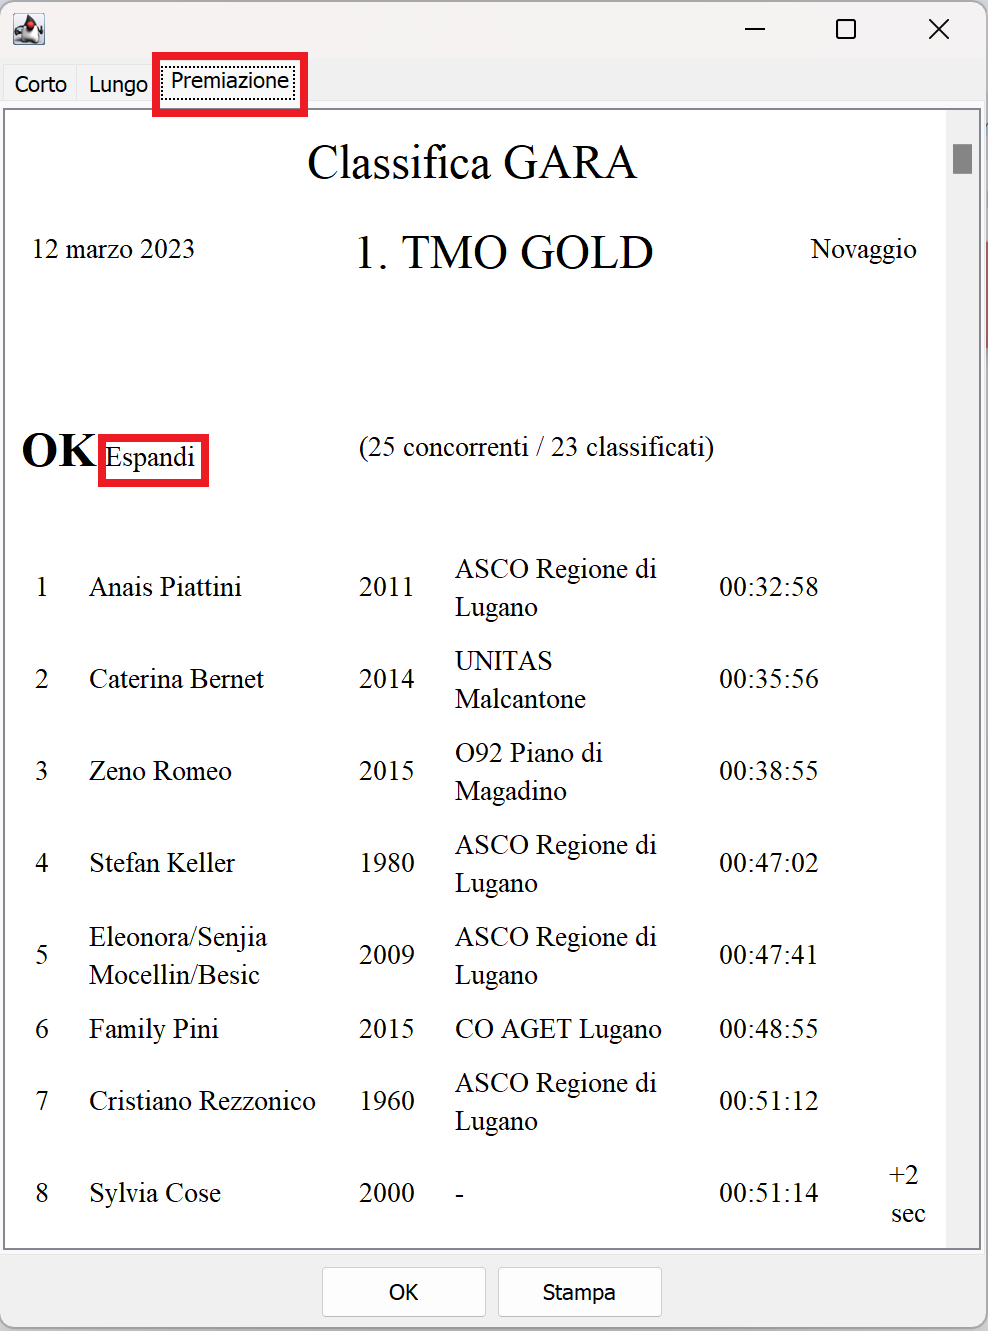 Corto Lungo Premiazione
Classifica GARA
12 marzo 2023 1. TMO GOLD Novaggio
OK Espandi (25 concorrenti / 23 classificati)
1 Anais Piattini 2011 ASCO Regione di Lugano 00:32:58
2 Caterina Bernet 2014 UNITAS Malcantone 00:35:56
3 Zeno Romeo 2015 O92 Piano di Magadino 00:38:55
4 Stefan Keller 1980 ASCO Regione di Lugano 00:47:02
5 Eleonora/Senjia Mocellin/Besic 2009 ASCO Regione di Lugano 00:47:41
6 Family Pini 2015 CO AGET Lugano 00:48:55
7 Cristiano Rezzonico 1960 ASCO Regione di Lugano 00:51:12
8 Sylvia Cose 2000 - 00:51:14 +2 sec
OK Stampa